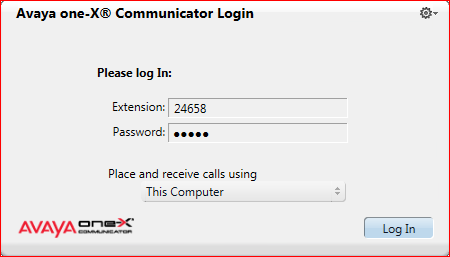 Avaya one-X® Communicator Login
Please log In:
Extension: 24658
Password: •••••
Place and receive calls using
This Computer
AVAYA one-X®
COMMUNICATOR
Log In